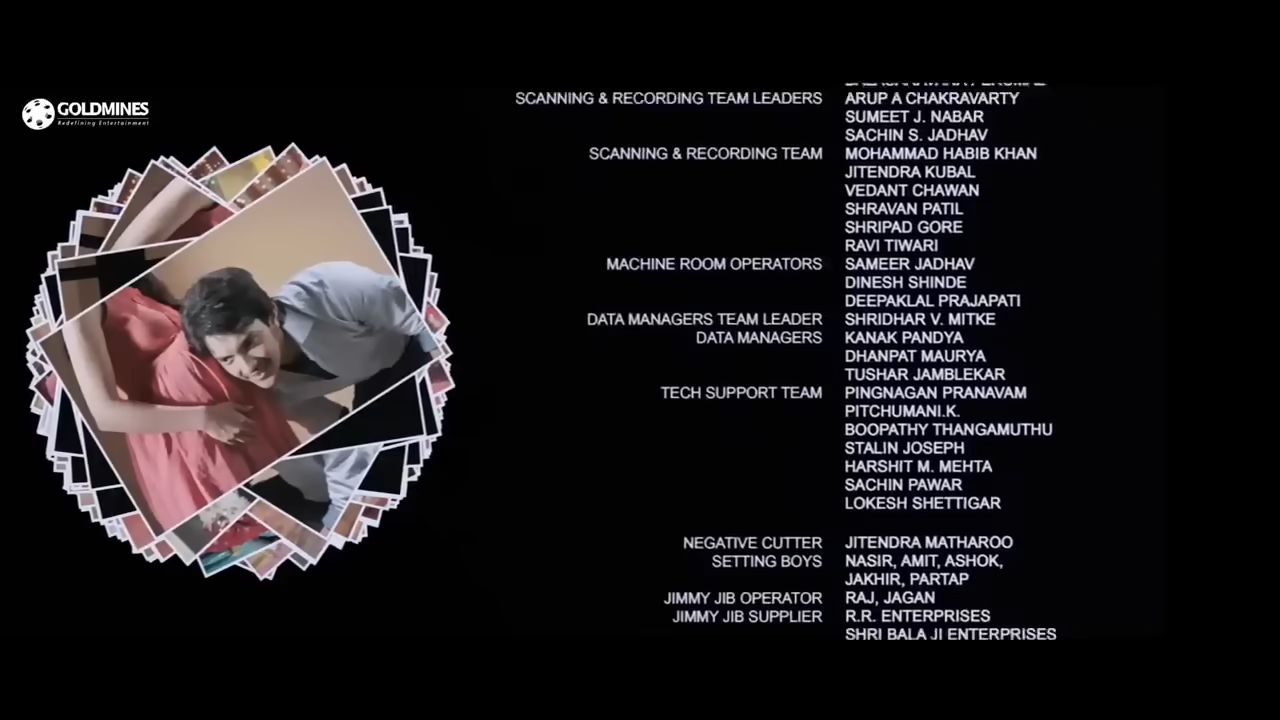 GOLDMINES
Redefining Entertainment
SCANNING & RECORDING TEAM LEADERS ARUP A CHAKRAVARTY
SUMEET J. NABAR
SACHIN S. JADHAV
SCANNING & RECORDING TEAM MOHAMMAD HABIB KHAN
JITENDRA KUBAL
VEDANT CHAWAN
SHRAVAN PATIL
SHRIPAD GORE
RAVI TIWARI
MACHINE ROOM OPERATORS SAMEER JADHAV
DINESH SHINDE
DEEPAKLAL PRAJAPATI
DATA MANAGERS TEAM LEADER SHRIDHAR V. MITKE
DATA MANAGERS KANAK PANDYA
DHANPAT MAURYA
TUSHAR JAMBLEKAR
TECH SUPPORT TEAM PINGNAGAN PRANAVAM
PITCHUMANI.K.
BOOPATHY THANGAMUTHU
STALIN JOSEPH
HARSHIT M. MEHTA
SACHIN PAWAR
LOKESH SHETTIGAR
NEGATIVE CUTTER JITENDRA MATHAROO
SETTING BOYS NASIR, AMIT, ASHOK,
JAKHIR, PARTAP
JIMMY JIB OPERATOR RAJ, JAGAN
JIMMY JIB SUPPLIER R.R. ENTERPRISES
SHRI BALA JI ENTERPRISES